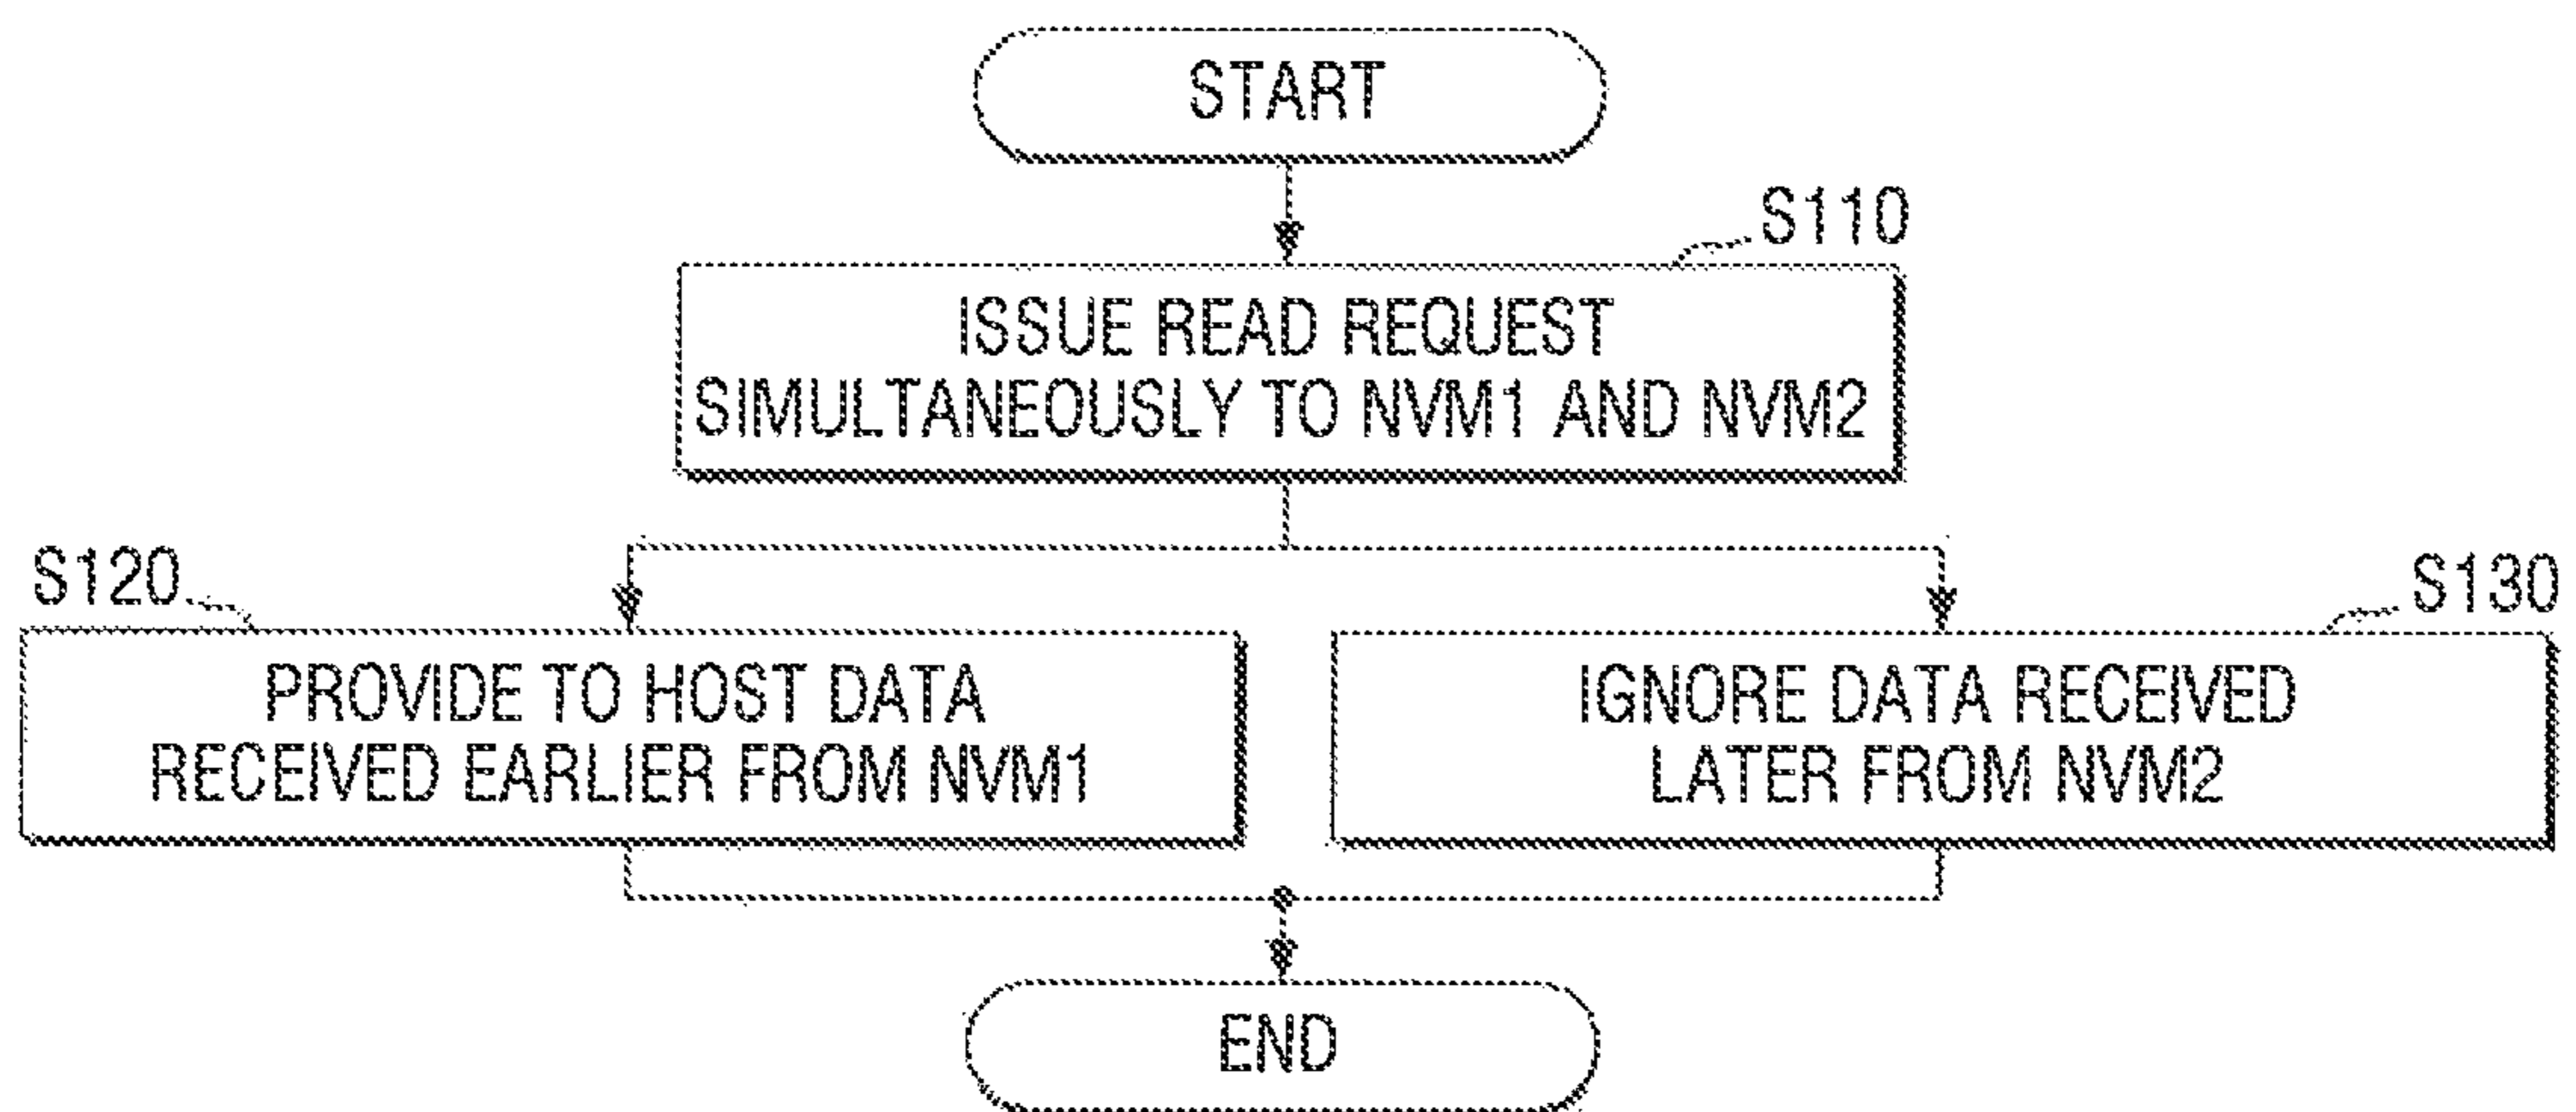 START
S110
ISSUE READ REQUEST
SIMULTANEOUSLY TO NVM1 AND NVM2
S120
PROVIDE TO HOST DATA
RECEIVED EARLIER FROM NVM1
S130
IGNORE DATA RECEIVED
LATER FROM NVM2
END